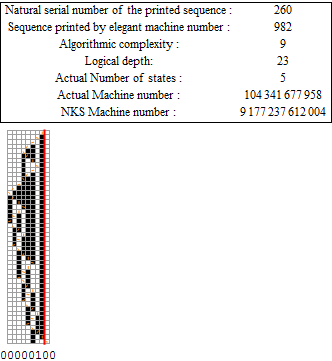 Natural serial number of the printed sequence : 260
Sequence printed by elegant machine number : 982
Algorithmic complexity : 9
Logical depth: 23
Actual Number of states : 5
Actual Machine number : 104 341 677 958
NKS Machine number : 9 177 237 612 004
00000100